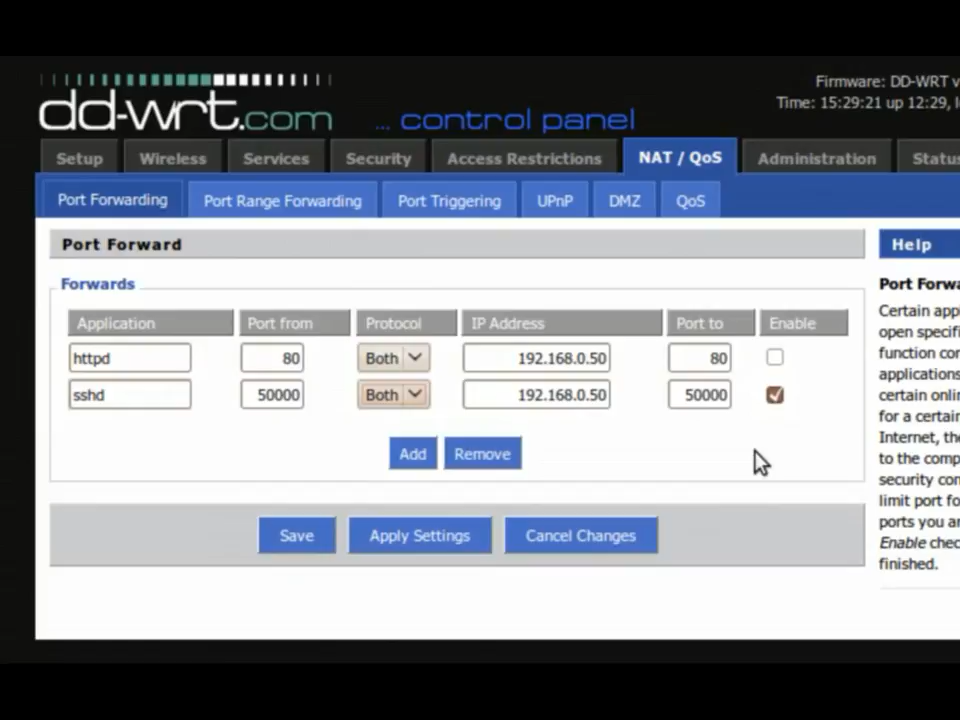 Firmware: DD-WRT v
Time: 15:29:21 up 12:29, l
dd-wrt.com ... control panel
Setup Wireless Services Security Access Restrictions NAT / QoS Administration Status
Port Forwarding Port Range Forwarding Port Triggering UPnP DMZ QoS
Port Forward
Help
Forwards
Port Forwa
Application Port from Protocol IP Address Port to Enable
httpd 80 Both 192.168.0.50 80
sshd 50000 Both 192.168.0.50 50000
Add Remove
Save Apply Settings Cancel Changes
Certain appl
open specifi
function cor
applications
certain onlin
for a certain
Internet, the
to the comp
security con
limit port fo
ports you ar
Enable chec
finished.